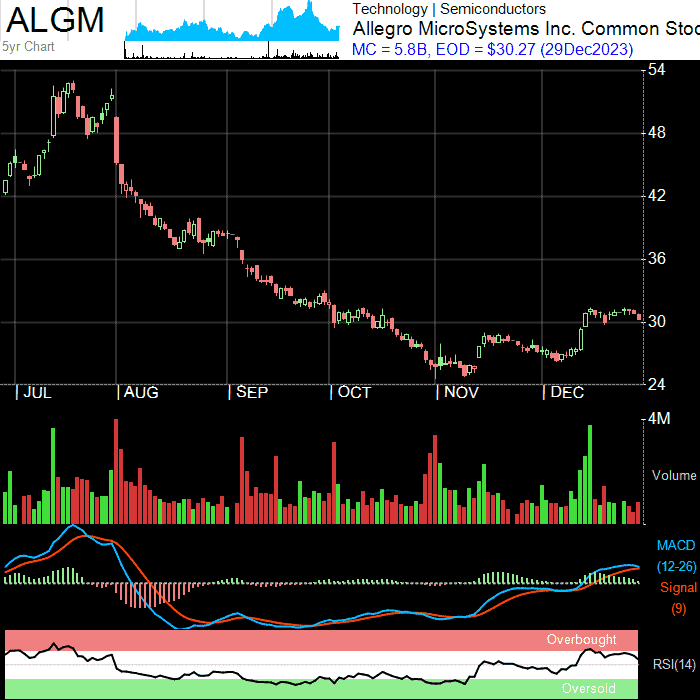 ALGM
5yr Chart
Technology | Semiconductors
Allegro MicroSystems Inc. Common Stoc
MC = 5.8B, EOD = $30.27 (29Dec2023)
54
48
42
36
30
24
| JUL | AUG | SEP | OCT | NOV | DEC
4M
Volume
MACD
(12-26)
Signal
(9)
Overbought
RSI(14)
Oversold